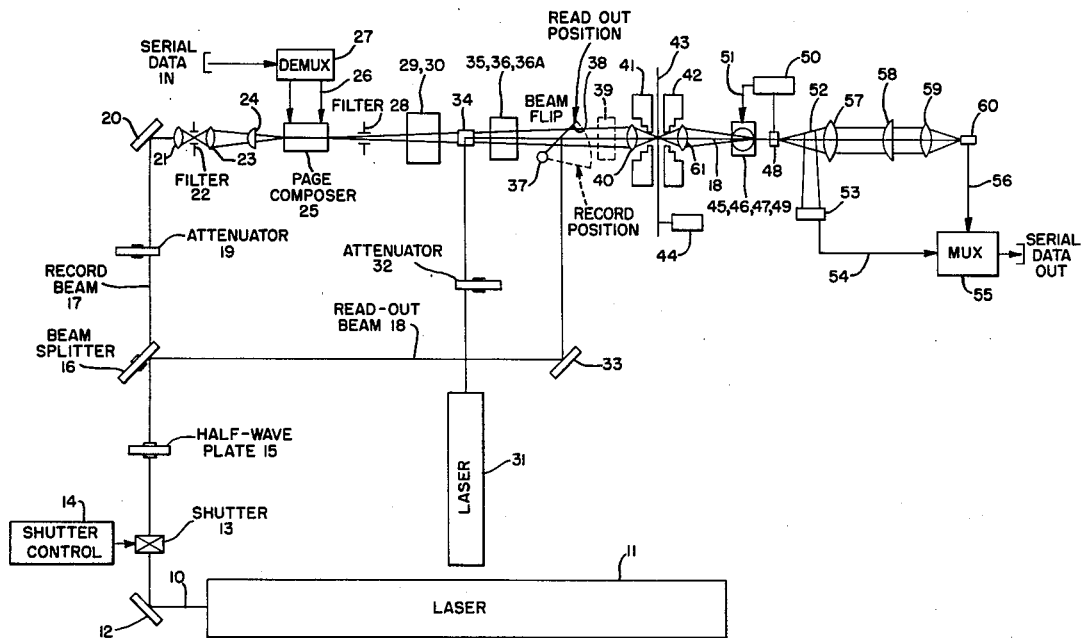 SERIAL
DATA
IN
27
DEMUX
26
20
21
FILTER
22
23
24
PAGE
COMPOSER
25
FILTER
28
29,30
34
35,36,36A
READ OUT
POSITION
BEAM
FLIP
38
39
37
RECORD
POSITION
40
41
42
43
61
44
18
51
50
45,46,47,49
48
52
57
53
58
59
60
56
54
MUX
55
SERIAL
DATA
OUT
ATTENUATOR
19
RECORD
BEAM
17
ATTENUATOR
32
READ-OUT
BEAM 18
BEAM
SPLITTER
16
33
HALF-WAVE
PLATE 15
LASER
31
14
SHUTTER
CONTROL
SHUTTER
13
12
10
11
LASER